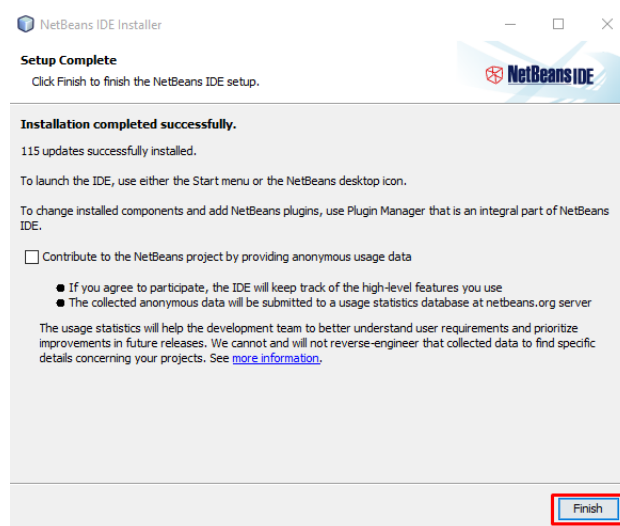 NetBeans IDE Installer
Setup Complete
Click Finish to finish the NetBeans IDE setup.
NetBeans IDE
Installation completed successfully.
115 updates successfully installed.
To launch the IDE, use either the Start menu or the NetBeans desktop icon.
To change installed components and add NetBeans plugins, use Plugin Manager that is an integral part of NetBeans
IDE.
Contribute to the NetBeans project by providing anonymous usage data
● If you agree to participate, the IDE will keep track of the high-level features you use
● The collected anonymous data will be submitted to a usage statistics database at netbeans.org server
The usage statistics will help the development team to better understand user requirements and prioritize
improvements in future releases. We cannot and will not reverse-engineer that collected data to find specific
details concerning your projects. See more information.
Finish